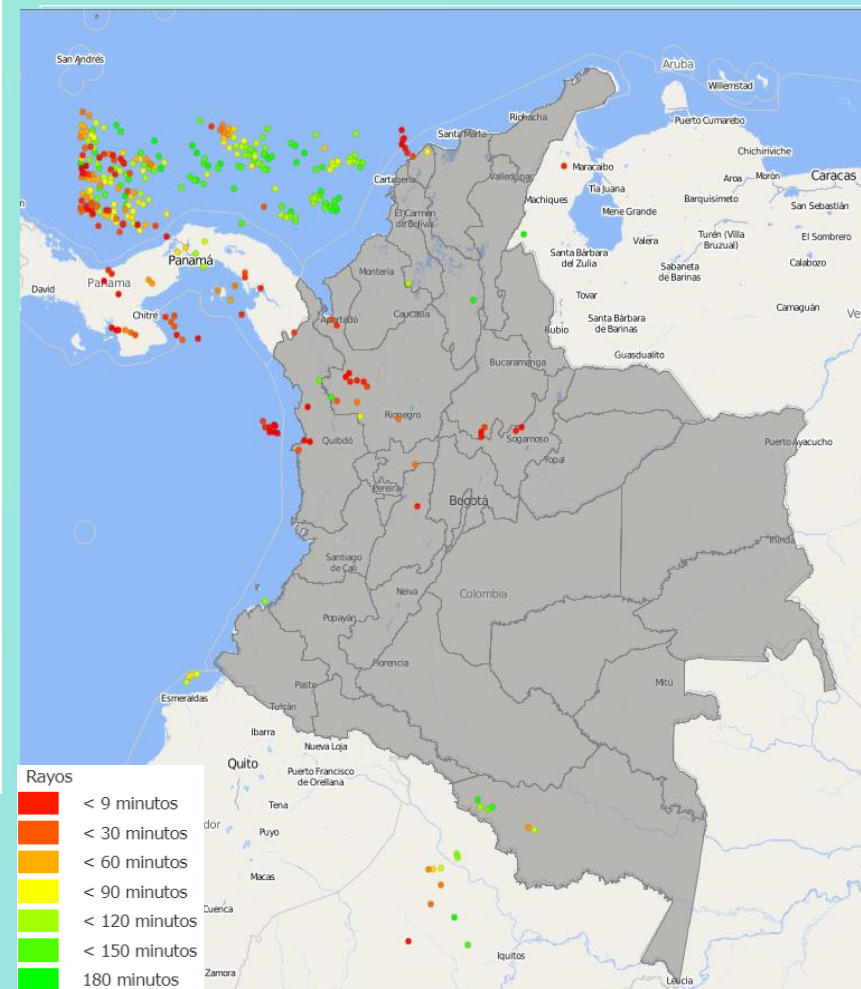 San Andrés
Aruba
Willemstad
Riohacha
Puerto Cumarebo
Santa Marta
Chichiriviche
Maracaibo
Caracas
Cartagena
Valledupar
Aroa
Morón
Tía Juana
Machiques
Barquisimeto
San Sebastián
Mene Grande
El Carmen
de Bolívar
Turén (Villa
Bruzual)
Valera
El Sombrero
Panamá
Santa Bárbara
del Zulia
Sabaneta
de Barinas
Calabozo
Montería
David
Panama
Tovar
Camaguán
Chitré
Caucasia
Santa Bárbara
de Barinas
Rubio
Guasdualito
Bucaramanga
Rionegro
Quibdó
Sogamoso
Puerto Ayacucho
Yopal
Pereira
Bogotá
Inírida
Santiago
de Cali
Neiva
Colombia
Popayán
Florencia
Mitú
Pasto
Esmeraldas
Tulcán
Ibarra
Nueva Loja
Quito
Puerto Francisco
de Orellana
Tena
Puyo
Macas
Cuenca
Zamora
Iquitos
Leticia
Rayos
< 9 minutos
< 30 minutos
< 60 minutos
< 90 minutos
< 120 minutos
< 150 minutos
180 minutos